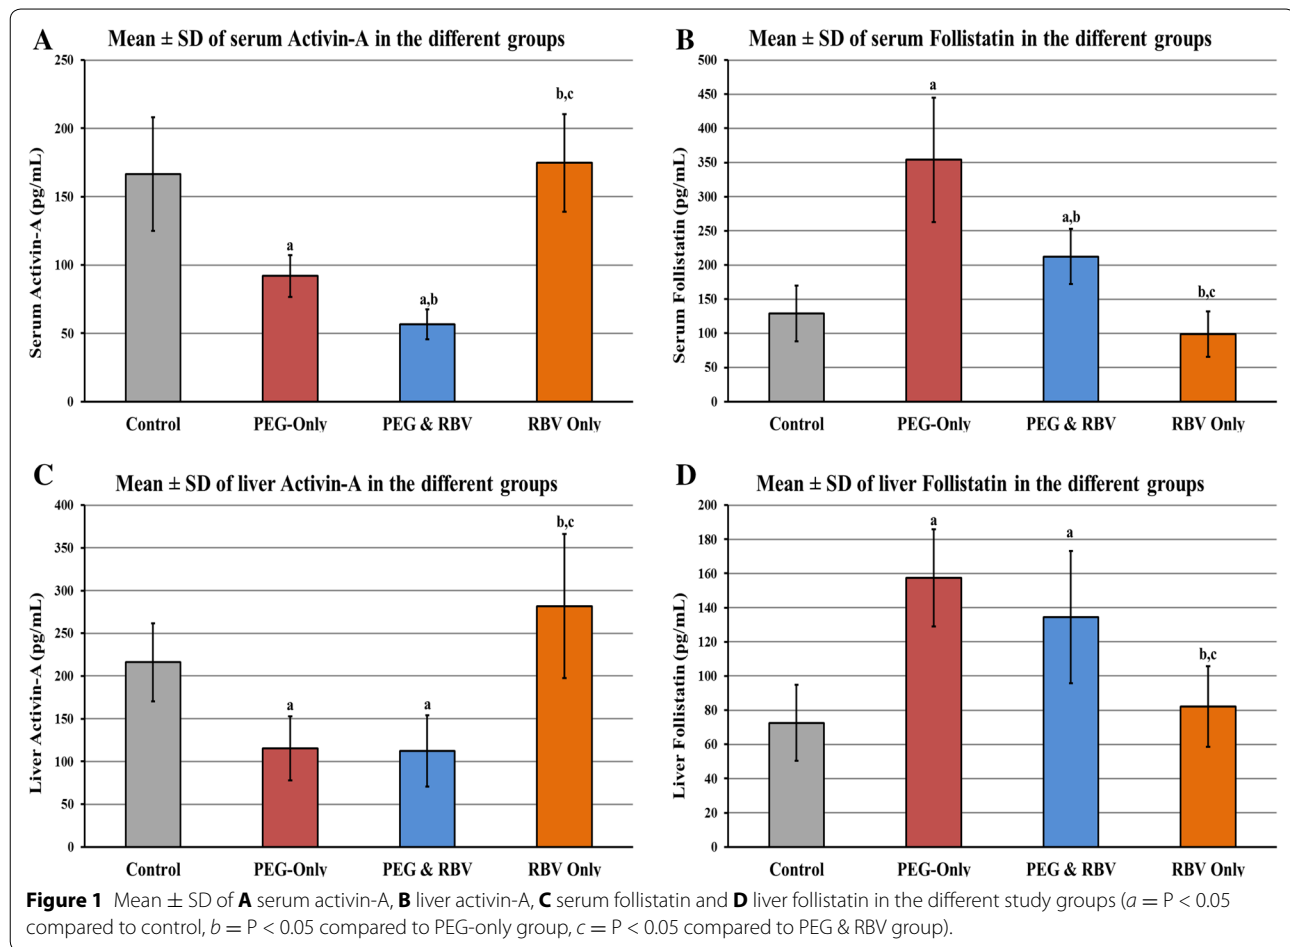 A
Mean ± SD of serum Activin-A in the different groups
Serum Activin-A (pg/mL)
250
200
150
100
50
0
a
a,b
b,c
Control PEG-Only PEG & RBV RBV Only
B
Mean ± SD of serum Follistatin in the different groups
Serum Follistatin (pg/mL)
500
450
400
350
300
250
200
150
100
50
0
a
a,b
b,c
Control PEG-Only PEG & RBV RBV Only
C
Mean ± SD of liver Activin-A in the different groups
Liver Activin-A (pg/mL)
400
350
300
250
200
150
100
50
0
a
a
b,c
Control PEG-Only PEG & RBV RBV Only
D
Mean ± SD of liver Follistatin in the different groups
Liver Follistatin (pg/mL)
200
180
160
140
120
100
80
60
40
20
0
a
a
b,c
Control PEG-Only PEG & RBV RBV Only
Figure 1 Mean ± SD of A serum activin-A, B liver activin-A, C serum follistatin and D liver follistatin in the different study groups (a = P < 0.05
compared to control, b = P < 0.05 compared to PEG-only group, c = P < 0.05 compared to PEG & RBV group).